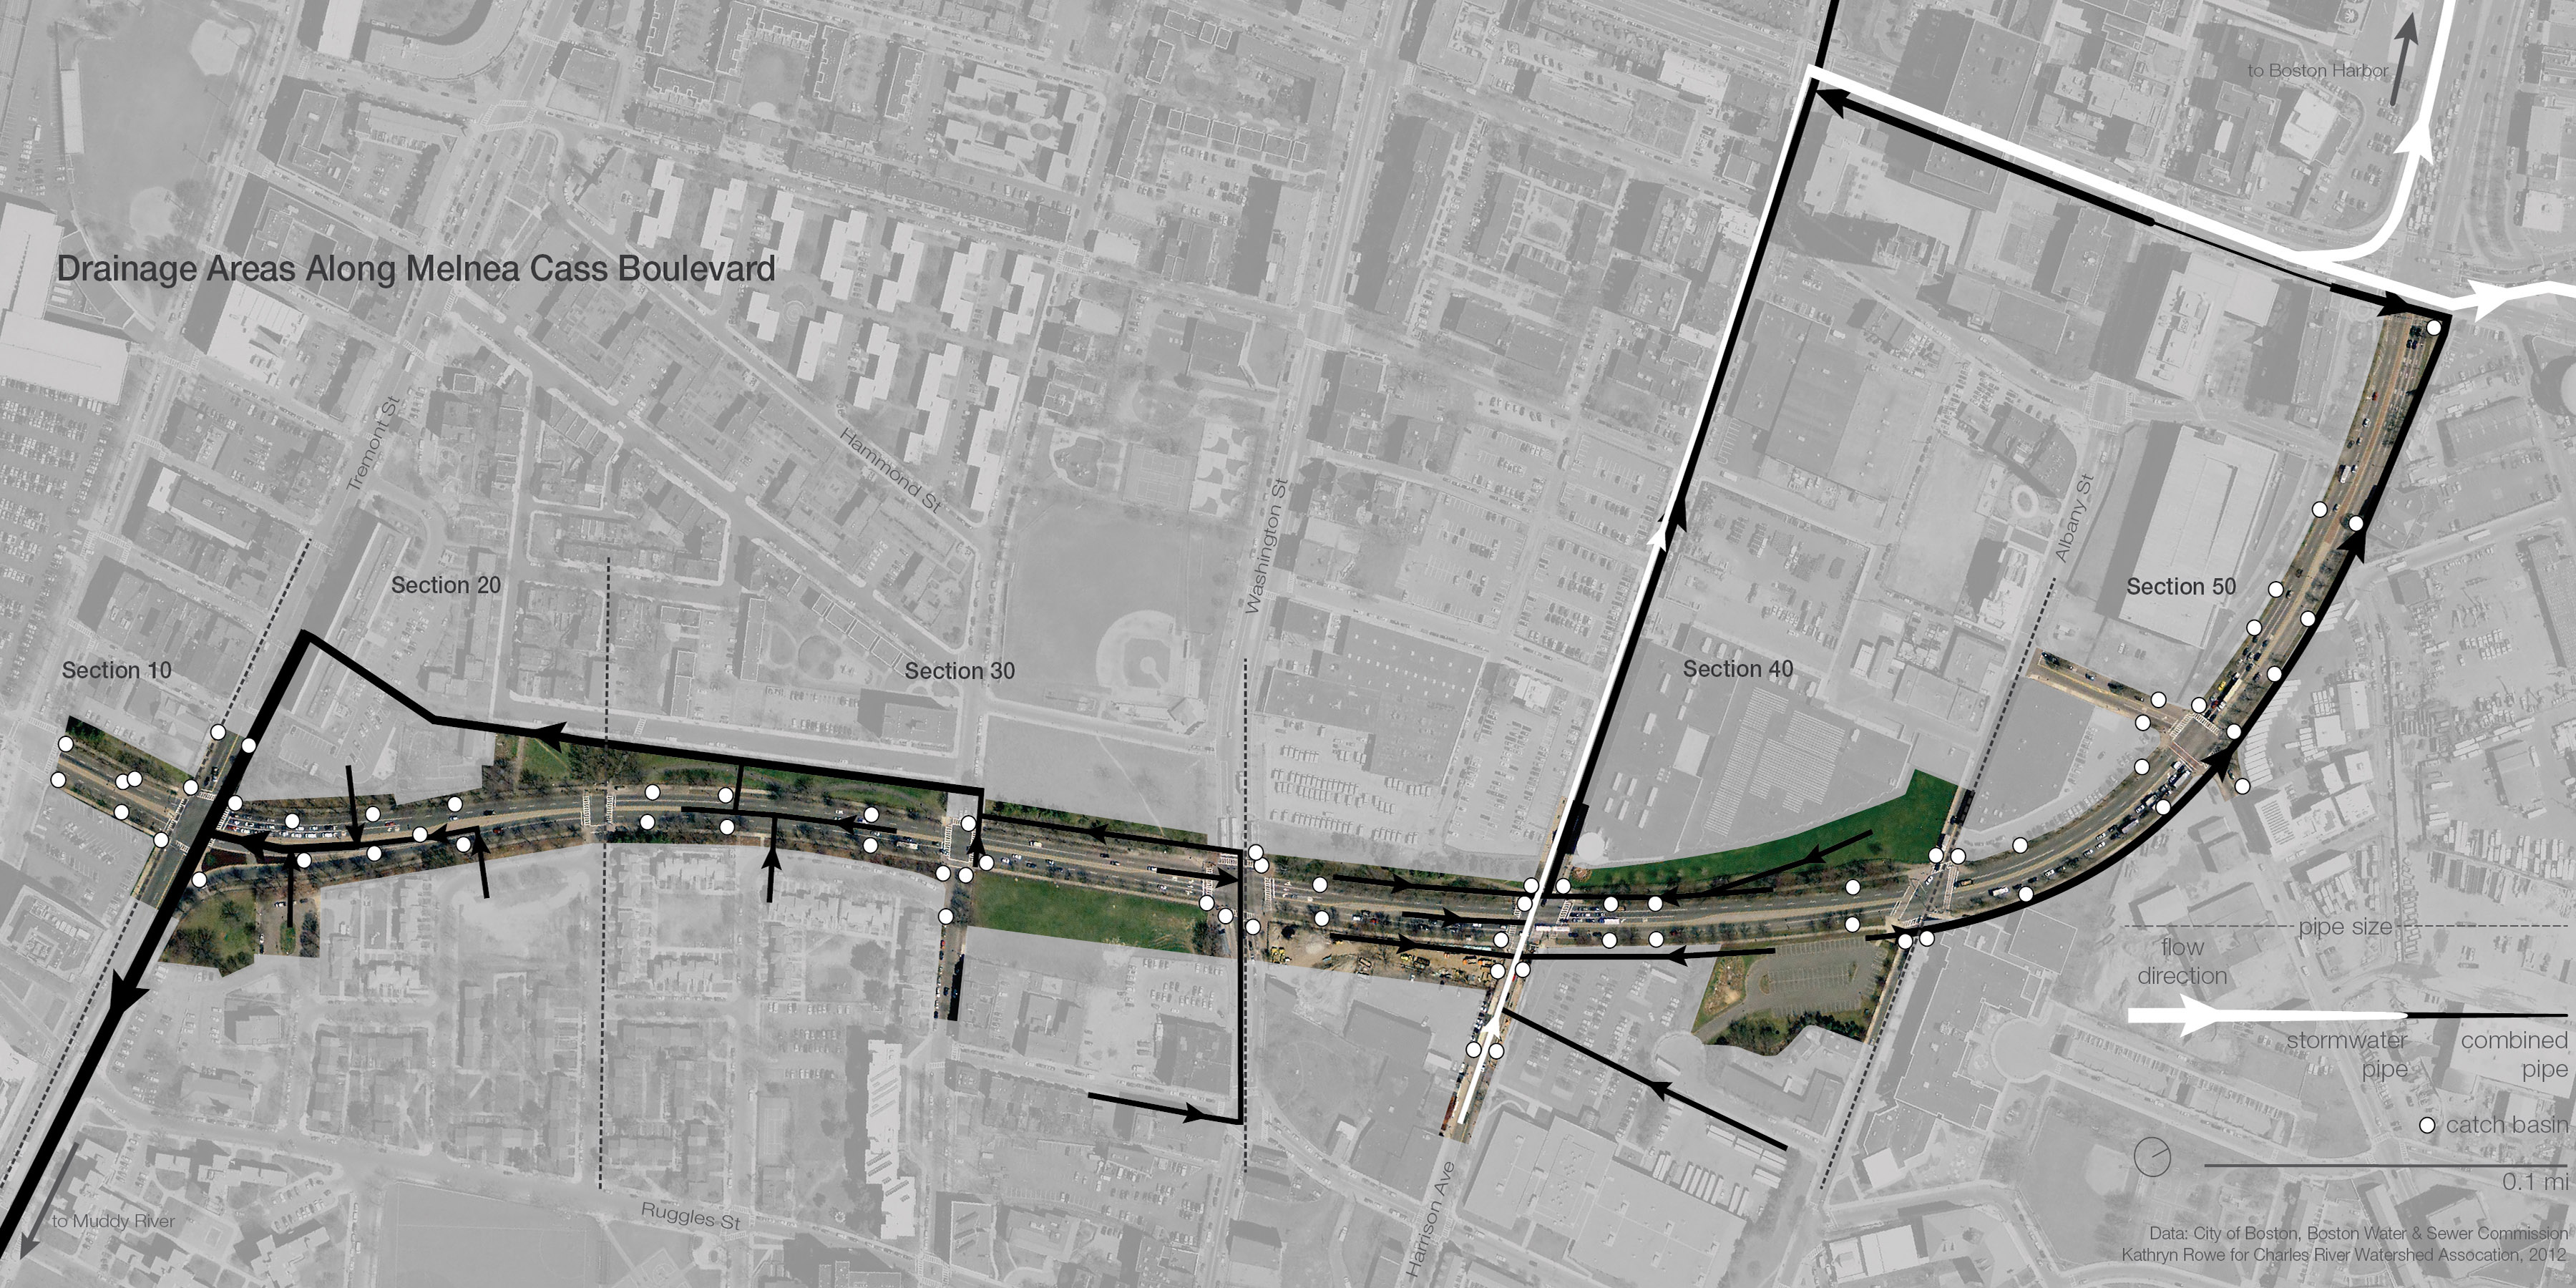 to Boston Harbor
Drainage Areas Along Melnea Cass Boulevard
Tremont St
Hammond St
Washington St
Albany St
Section 20
Section 50
Section 10
Section 30
Section 40
pipe size
flow
direction
stormwater
pipe
combined
pipe
catch basin
0.1 mi
to Muddy River
Ruggles St
Harrison Ave
Data: City of Boston, Boston Water & Sewer Commission
Kathryn Rowe for Charles River Watershed Assocation, 2012